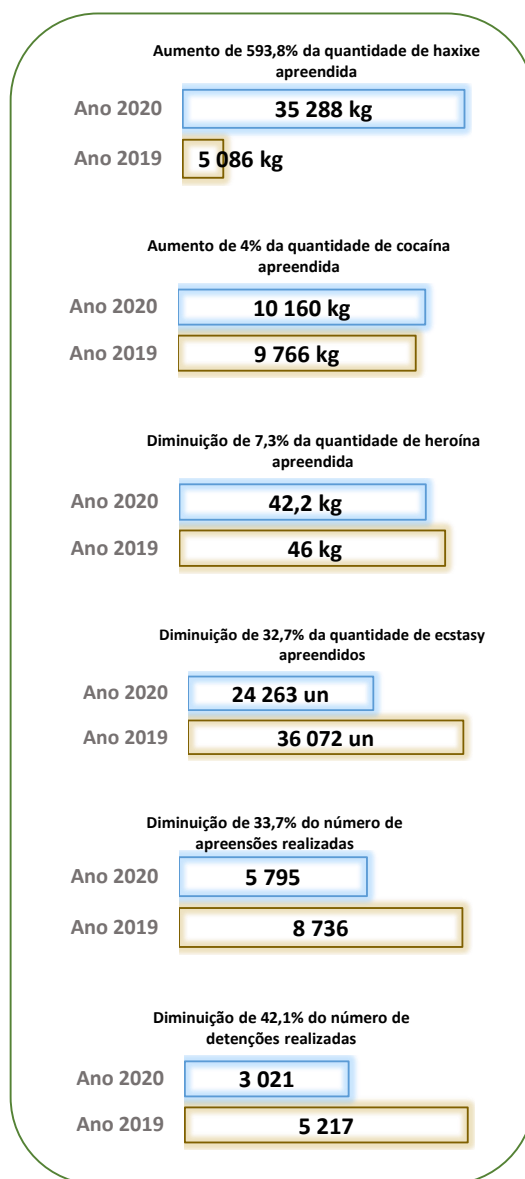 Aumento de 593,8% da quantidade de haxixe
apreendida
Ano 2020
35 288 kg
Ano 2019
5 086 kg
Aumento de 4% da quantidade de cocaína
apreendida
Ano 2020
10 160 kg
Ano 2019
9 766 kg
Diminuição de 7,3% da quantidade de heroína
apreendida
Ano 2020
42,2 kg
Ano 2019
46 kg
Diminuição de 32,7% da quantidade de ecstasy
apreendidos
Ano 2020
24 263 un
Ano 2019
36 072 un
Diminuição de 33,7% do número de
apreensões realizadas
Ano 2020
5 795
Ano 2019
8 736
Diminuição de 42,1% do número de
detenções realizadas
Ano 2020
3 021
Ano 2019
5 217